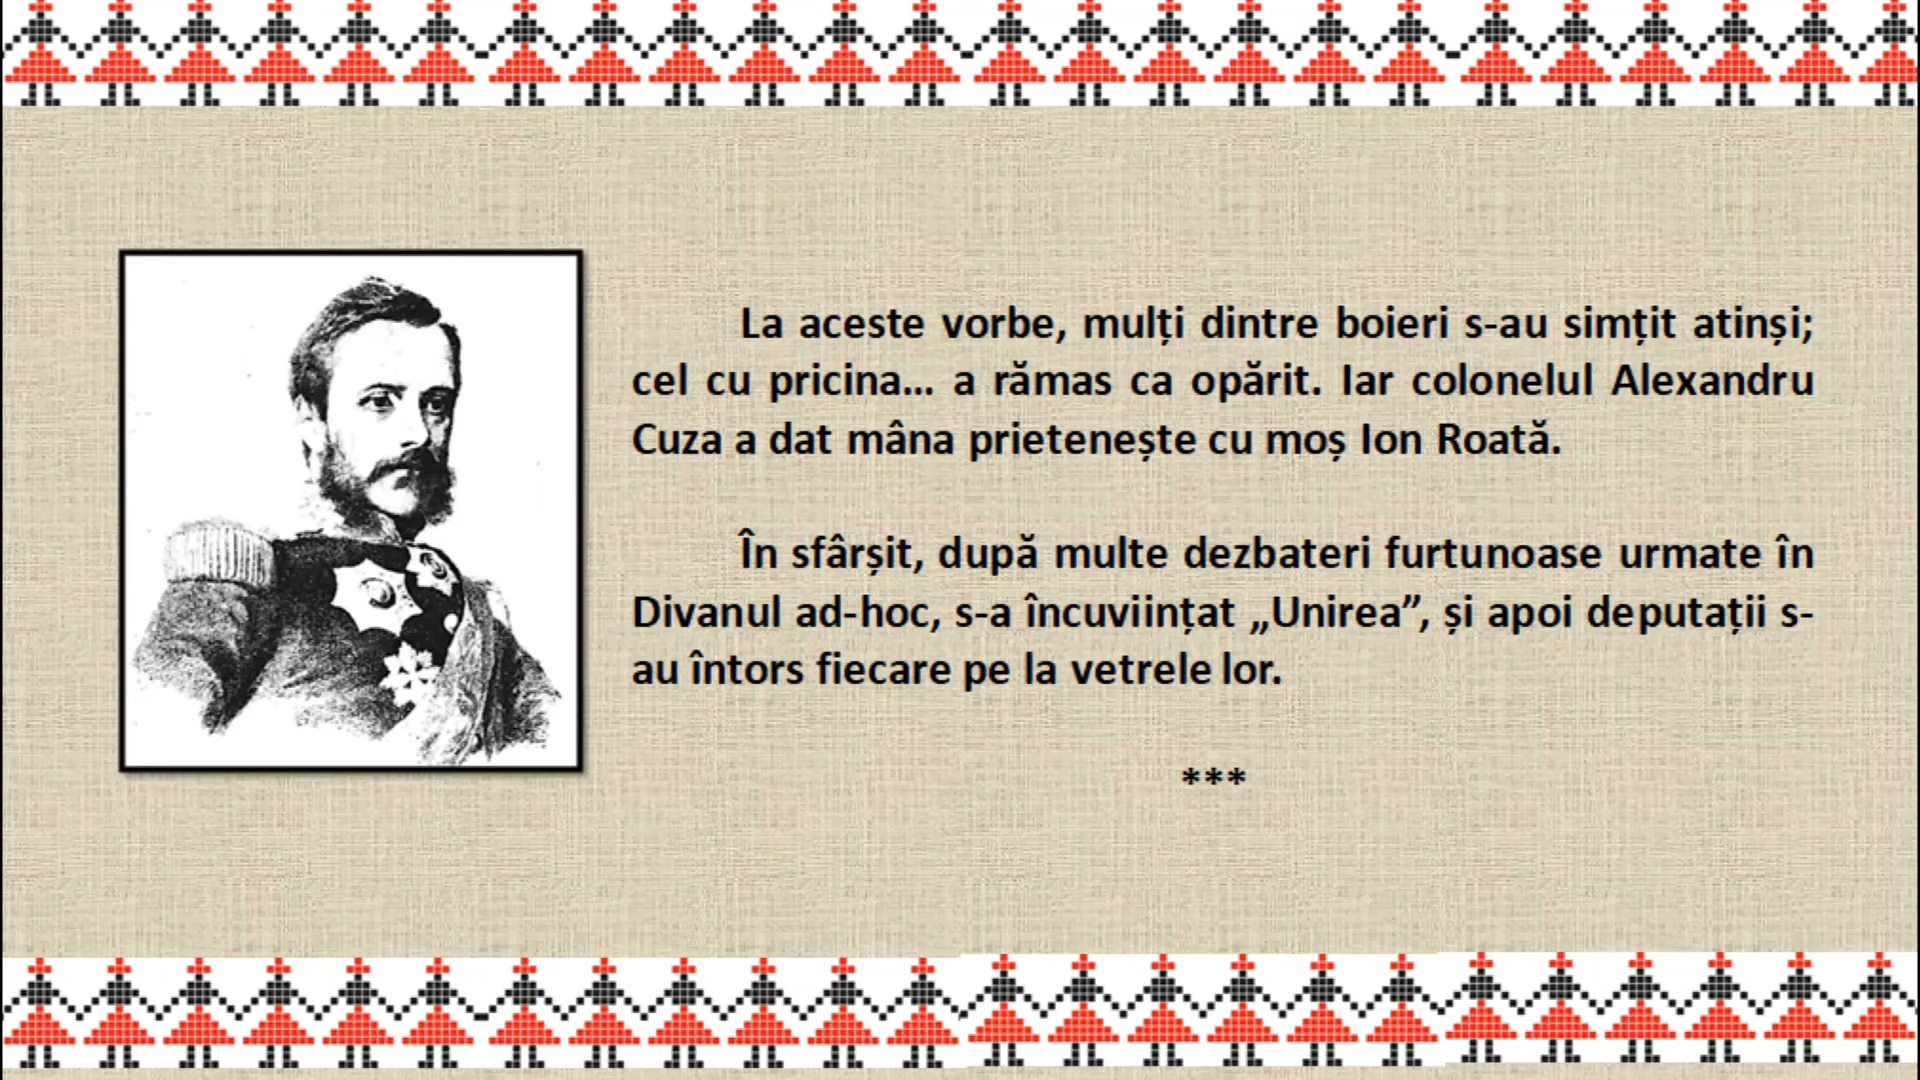 La aceste vorbe, mulți dintre boieri s-au simțit atinși;
cel cu pricina... a rămas ca opărit. Iar colonelul Alexandru
Cuza a dat mâna prietenește cu moș Ion Roată.
În sfârșit, după multe dezbateri furtunoase urmate în
Divanul ad-hoc, s-a încuviințat „Unirea”, și apoi deputații s-
au întors fiecare pe la vetrele lor.
***